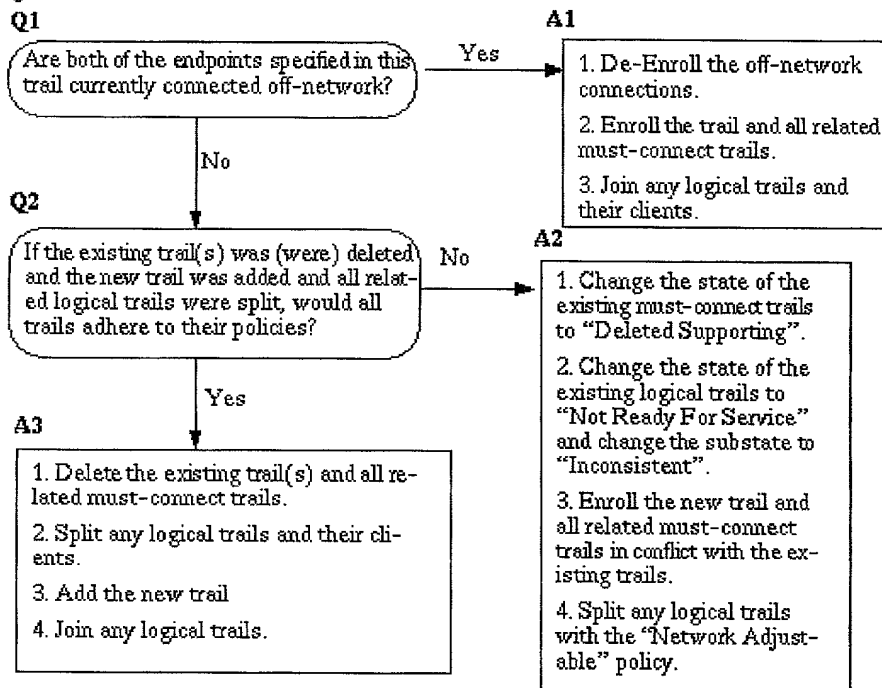 Q1
Are both of the endpoints specified in this
trail currently connected off-network?
Yes
A1
1. De-Enroll the off-network
connections.
2. Enroll the trail and all related
must-connect trails.
3. Join any logical trails and
their clients.
No
Q2
If the existing trail(s) was (were) deleted
and the new trail was added and all relat-
ed logical trails were split, would all
trails adhere to their policies?
No
A2
1. Change the state of the
existing must-connect trails
to “Deleted Supporting”.
2. Change the state of the
existing logical trails to
“Not Ready For Service”
and change the substate to
“Inconsistent”.
3. Enroll the new trail and
all related must-connect
trails in conflict with the ex-
isting trails.
4. Split any logical trails
with the “Network Adjust-
able” policy.
Yes
A3
1. Delete the existing trail(s) and all re-
lated must-connect trails.
2. Split any logical trails and their cli-
ents.
3. Add the new trail
4. Join any logical trails.